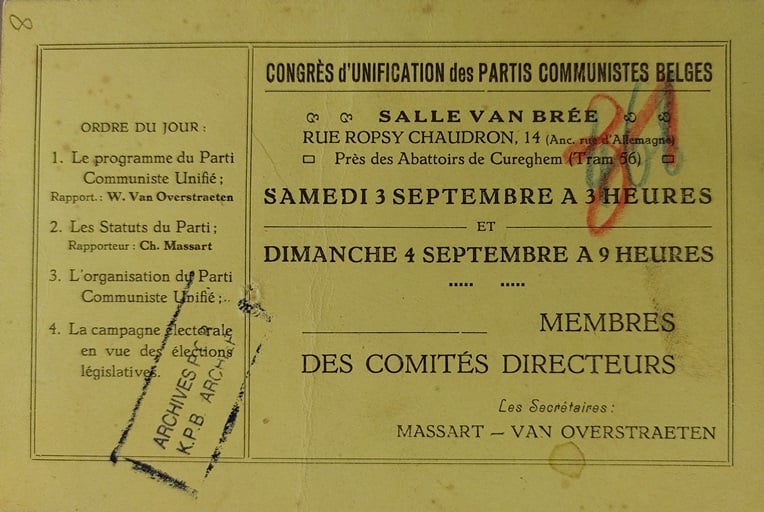 8
ORDRE DU JOUR :
1. Le programme du Parti
Communiste Unifié ;
Rapport. : W. Van Overstraeten
2. Les Statuts du Parti ;
Rapporteur : Ch. Massart
3. L'organisation du Parti
Communiste Unifié ;
4. La campagne électorale
en vue des élections
législatives.
ARCHIVES P.C.B
K.P.B. ARCHIEF
CONGRÈS d'UNIFICATION des PARTIS COMMUNISTES BELGES
SALLE VAN BRÉE
RUE ROPSY CHAUDRON, 14 (Anc. rue d'Allemagne)
Près des Abattoirs de Cureghem (Tram 56)
SAMEDI 3 SEPTEMBRE A 3 HEURES
ET
DIMANCHE 4 SEPTEMBRE A 9 HEURES
MEMBRES
DES COMITÉS DIRECTEURS
Les Secrétaires :
MASSART — VAN OVERSTRAETEN